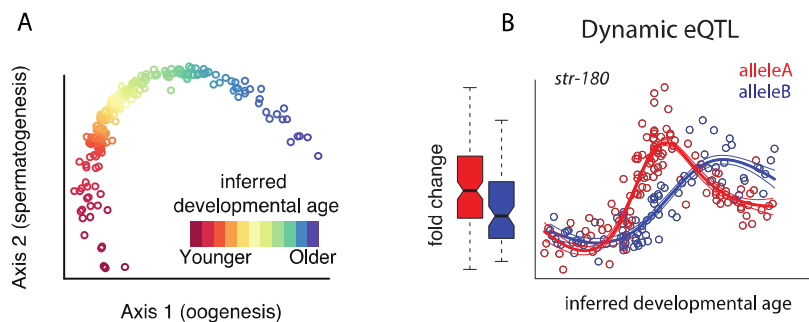 A
Axis 2 (spermatogenesis)
inferred
developmental age
Younger
Older
Axis 1 (oogenesis)
B
Dynamic eQTL
fold change
str-180
alleleA
alleleB
inferred developmental age